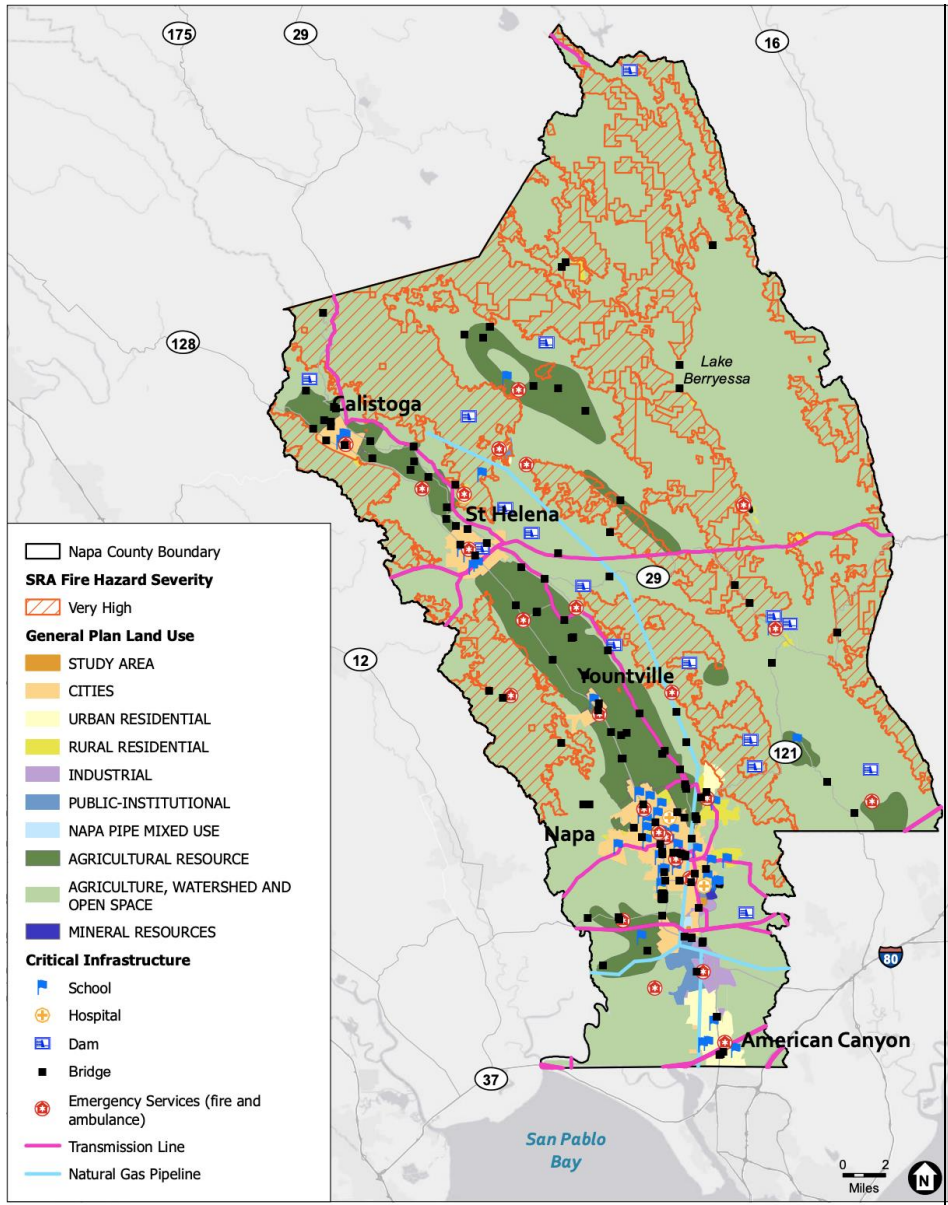 175
29
16
128
Lake
Berryessa
Calistoga
St Helena
29
12
Yountville
121
Napa
80
American Canyon
37
San Pablo
Bay
0 2
Miles
N
Napa County Boundary
SRA Fire Hazard Severity
Very High
General Plan Land Use
STUDY AREA
CITIES
URBAN RESIDENTIAL
RURAL RESIDENTIAL
INDUSTRIAL
PUBLIC-INSTITUTIONAL
NAPA PIPE MIXED USE
AGRICULTURAL RESOURCE
AGRICULTURE, WATERSHED AND
OPEN SPACE
MINERAL RESOURCES
Critical Infrastructure
School
Hospital
Dam
Bridge
Emergency Services (fire and
ambulance)
Transmission Line
Natural Gas Pipeline